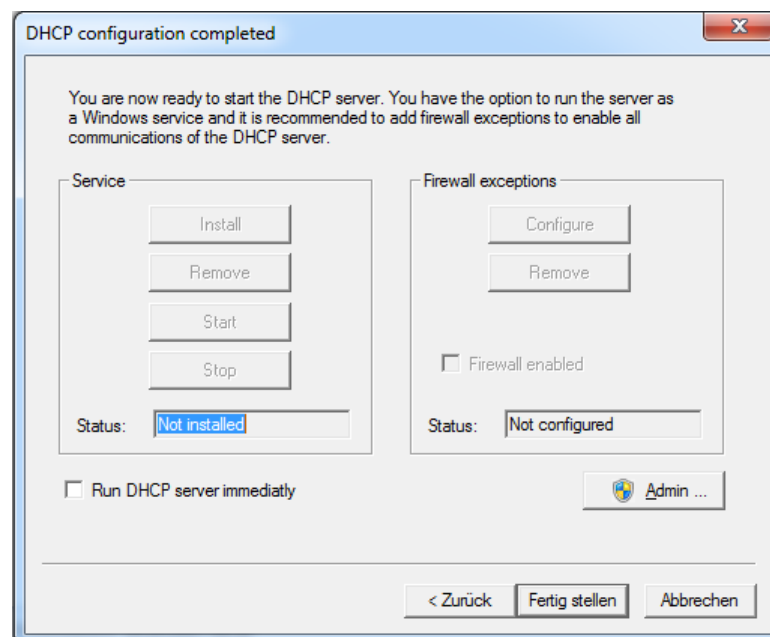 DHCP configuration completed
You are now ready to start the DHCP server. You have the option to run the server as
a Windows service and it is recommended to add firewall exceptions to enable all
communications of the DHCP server.
Service
Install
Remove
Start
Stop
Status: Not installed
Firewall exceptions
Configure
Remove
Firewall enabled
Status: Not configured
Run DHCP server immediatly
Admin ...
< Zurück
Fertig stellen
Abbrechen